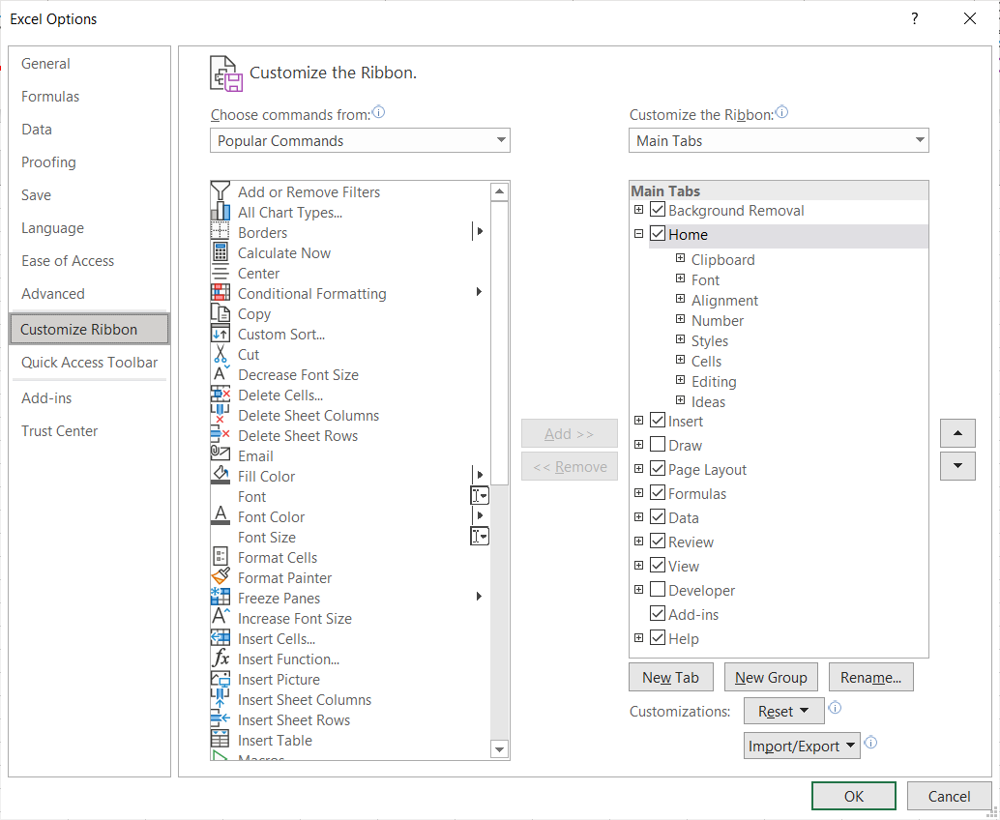 Excel Options
?
General
Formulas
Data
Proofing
Save
Language
Ease of Access
Advanced
Customize Ribbon
Quick Access Toolbar
Add-ins
Trust Center
Customize the Ribbon.
Choose commands from:
Popular Commands
Add or Remove Filters
All Chart Types...
Borders
Calculate Now
Center
Conditional Formatting
Copy
Custom Sort...
Cut
Decrease Font Size
Delete Cells...
Delete Sheet Columns
Delete Sheet Rows
Email
Fill Color
Font
Font Color
Font Size
Format Cells
Format Painter
Freeze Panes
Increase Font Size
Insert Cells...
Insert Function...
Insert Picture
Insert Sheet Columns
Insert Sheet Rows
Insert Table
Macros
Add >>
<< Remove
Customize the Ribbon:
Main Tabs
Main Tabs
Background Removal
Home
Clipboard
Font
Alignment
Number
Styles
Cells
Editing
Ideas
Insert
Draw
Page Layout
Formulas
Data
Review
View
Developer
Add-ins
Help
New Tab
New Group
Rename...
Customizations:
Reset
Import/Export
OK
Cancel